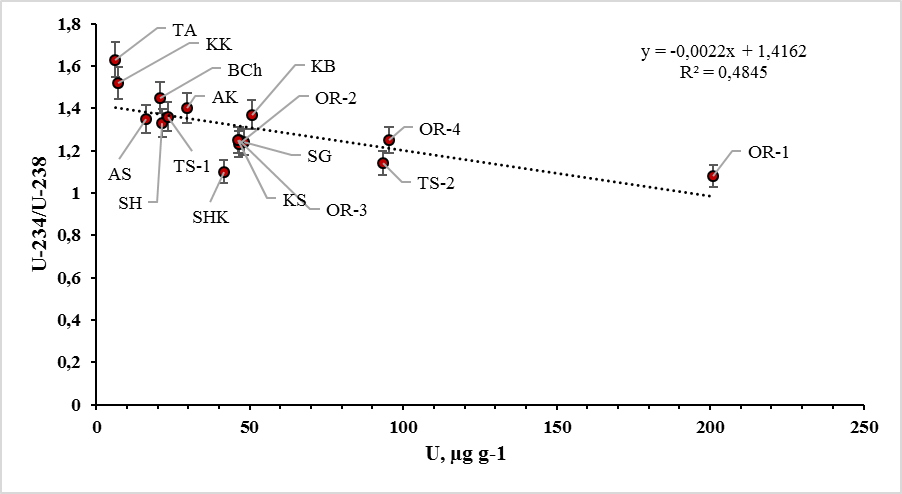 1,8
1,6
1,4
1,2
1
0,8
0,6
0,4
0,2
0
U-234/U-238
TA
KK
BCh
KB
AK
OR-2
OR-4
SG
OR-1
AS
TS-1
TS-2
SH
SHK
KS
OR-3
y = -0,0022x + 1,4162
R² = 0,4845
0 50 100 150 200 250
U, µg g-1